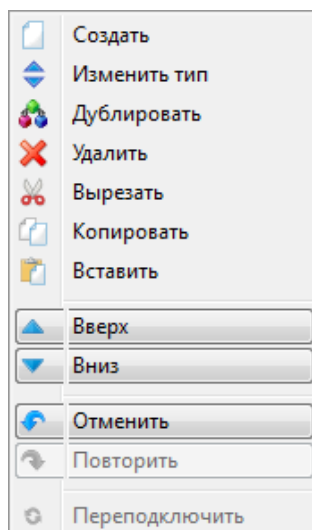 Создать
Изменить тип
Дублировать
Удалить
Вырезать
Копировать
Вставить
Вверх
Вниз
Отменить
Повторить
Переподключить